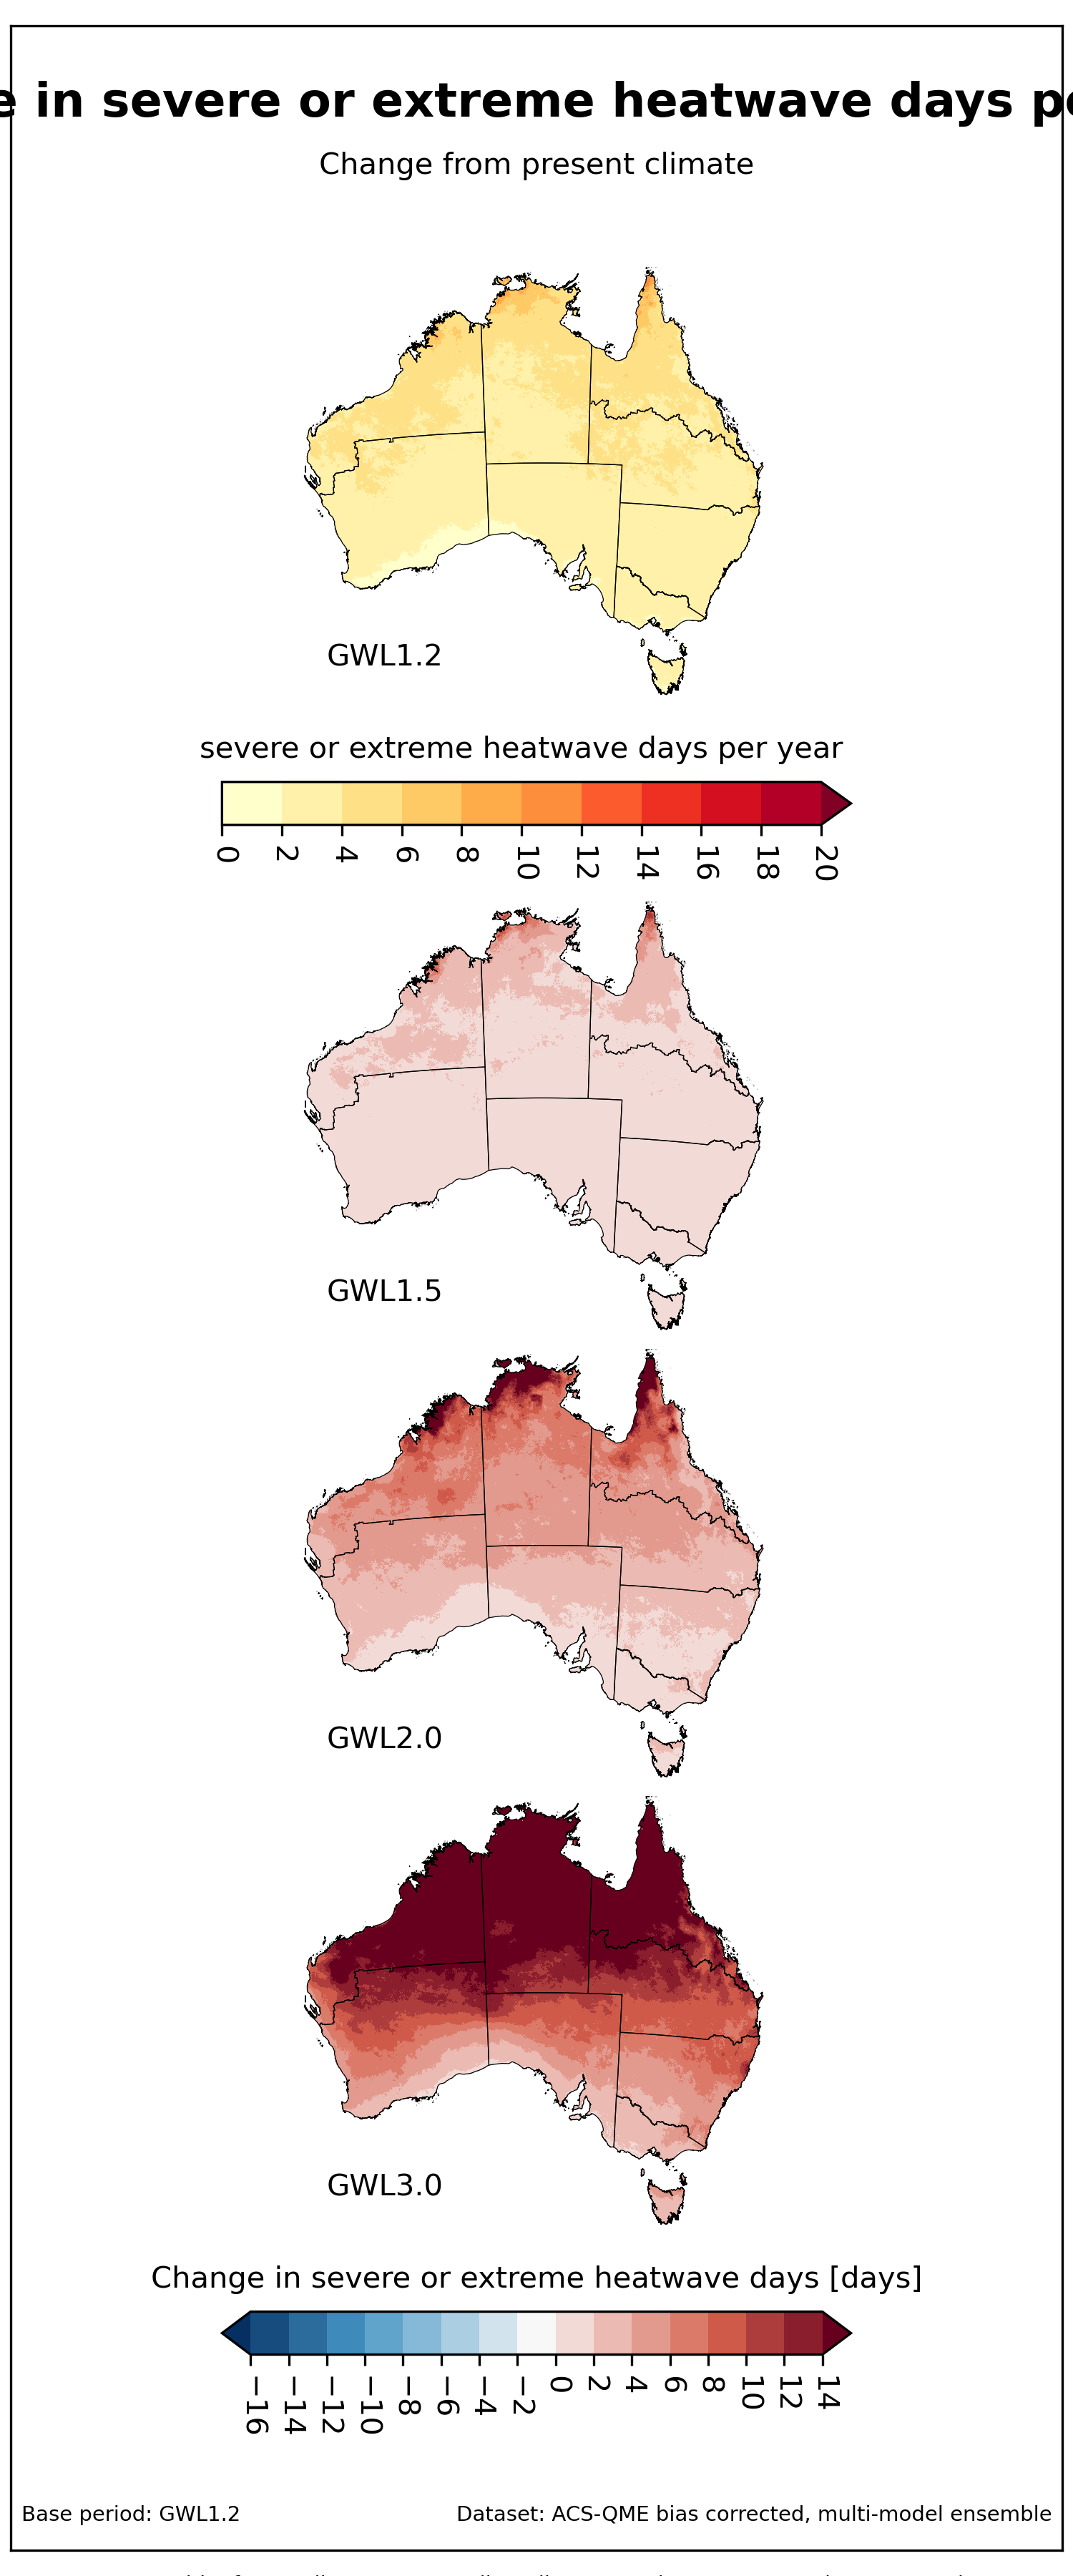 e in severe or extreme heatwave days pe
Change from present climate
GWL1.2
severe or extreme heatwave days per year
0 2 4 6 8 10 12 14 16 18 20
GWL1.5
GWL2.0
GWL3.0
Change in severe or extreme heatwave days [days]
−16 −14 −12 −10 −8 −6 −4 −2 0 2 4 6 8 10 12 14
Base period: GWL1.2
Dataset: ACS-QME bias corrected, multi-model ensemble